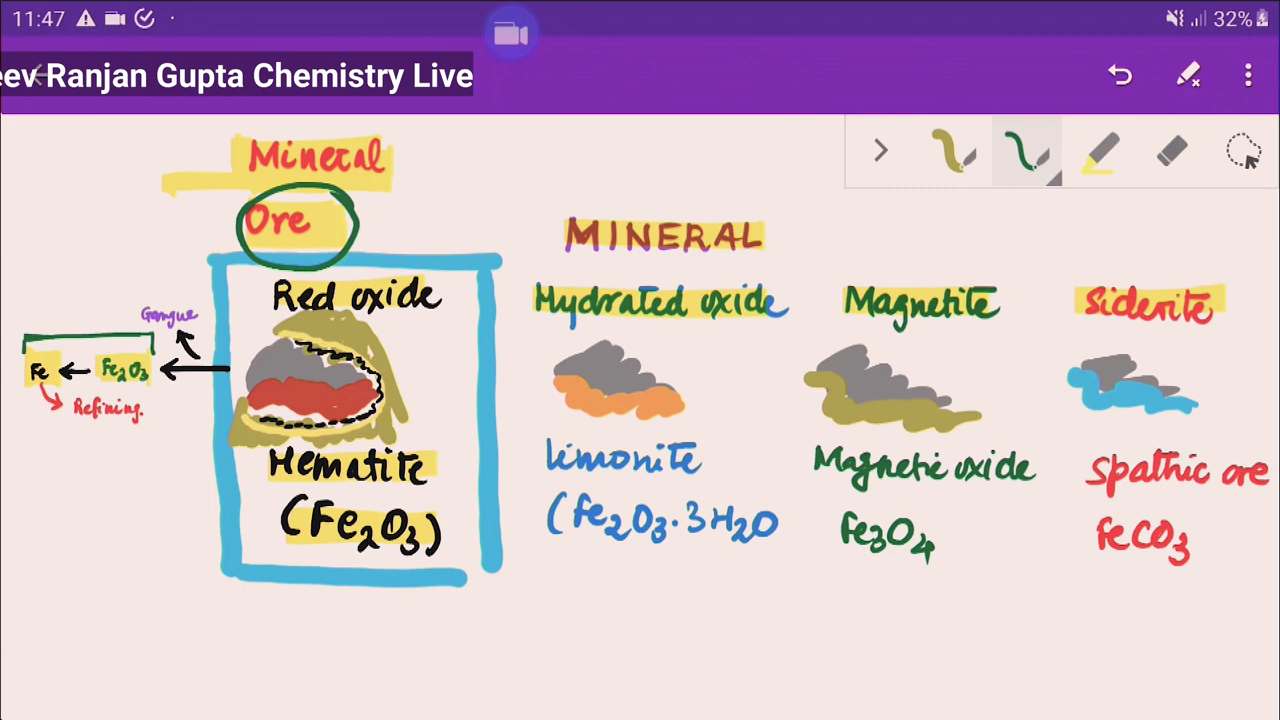 11:47
32%
eev Ranjan Gupta Chemistry Live
Mineral
Ore
Red oxide
Hematite
(Fe2O3)
Gangue
Fe ← Fe2O3 ←
Refining.
MINERAL
Hydrated oxide
Limonite
(Fe2O3.3H2O
Magnetite
Magnetic oxide
Fe3O4
Siderite
Spathic ore
FeCO3